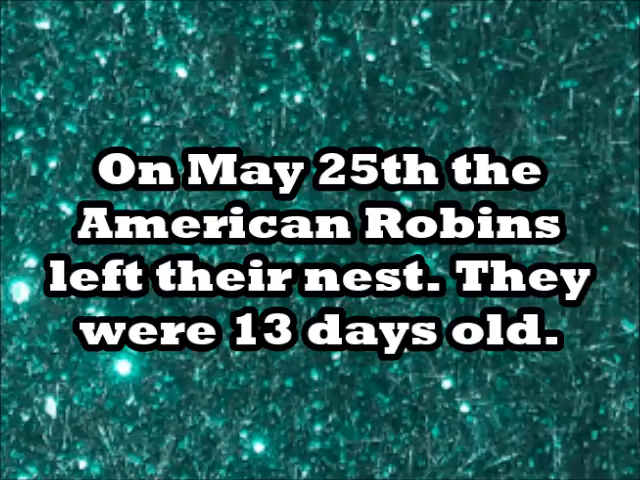 On May 25th the
American Robins
left their nest. They
were 13 days old.